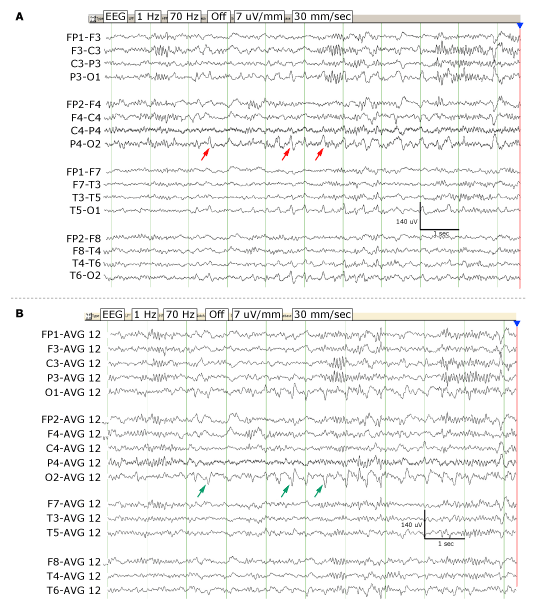 A
EEG 1 Hz 70 Hz Off 7 uV/mm 30 mm/sec
FP1-F3
F3-C3
C3-P3
P3-O1
FP2-F4
F4-C4
C4-P4
P4-O2
FP1-F7
F7-T3
T3-T5
T5-O1
140 uV
1 sec
FP2-F8
F8-T4
T4-T6
T6-O2
B
EEG 1 Hz 70 Hz Off 7 uV/mm 30 mm/sec
FP1-AVG 12
F3-AVG 12
C3-AVG 12
P3-AVG 12
O1-AVG 12
FP2-AVG 12
F4-AVG 12
C4-AVG 12
P4-AVG 12
O2-AVG 12
F7-AVG 12
T3-AVG 12
T5-AVG 12
140 uV
1 sec
F8-AVG 12
T4-AVG 12
T6-AVG 12